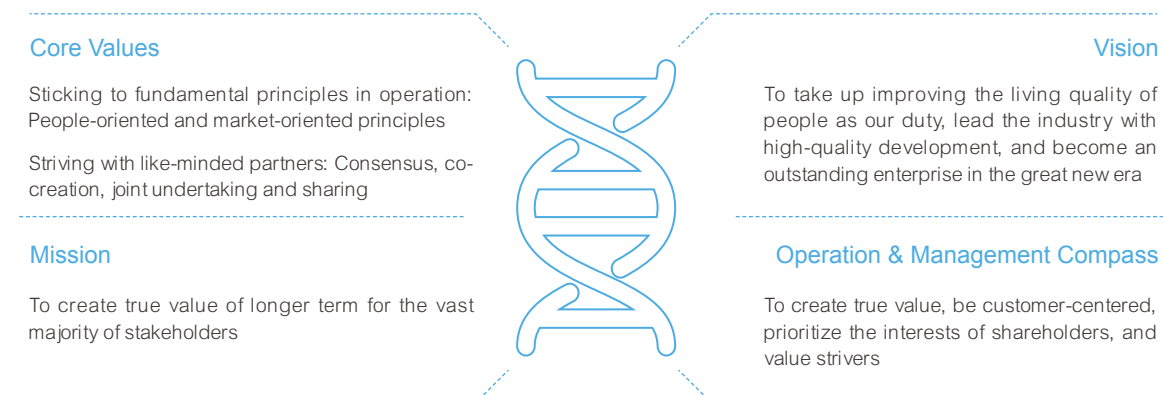 Core Values
Sticking to fundamental principles in operation:
People-oriented and market-oriented principles
Striving with like-minded partners: Consensus, co-
creation, joint undertaking and sharing
Vision
To take up improving the living quality of
people as our duty, lead the industry with
high-quality development, and become an
outstanding enterprise in the great new era
Mission
To create true value of longer term for the vast
majority of stakeholders
Operation & Management Compass
To create true value, be customer-centered,
prioritize the interests of shareholders, and
value strivers